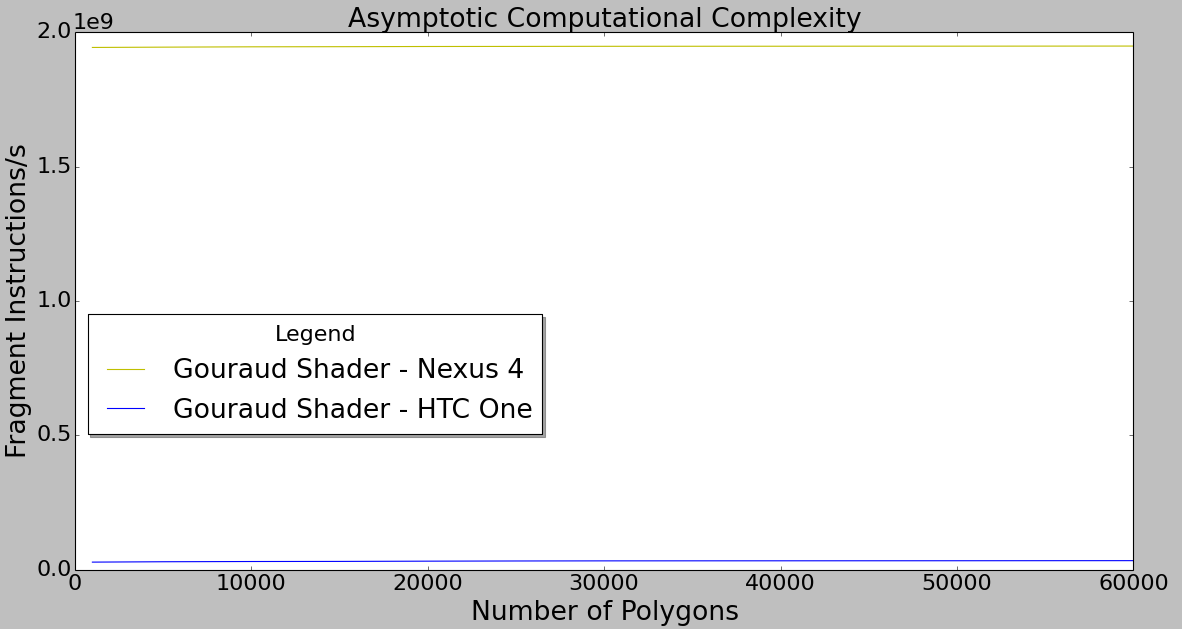 Asymptotic Computational Complexity
1e9
2.0
1.5
1.0
0.5
0.0
Fragment Instructions/s
Legend
Gouraud Shader - Nexus 4
Gouraud Shader - HTC One
0 10000 20000 30000 40000 50000 60000
Number of Polygons